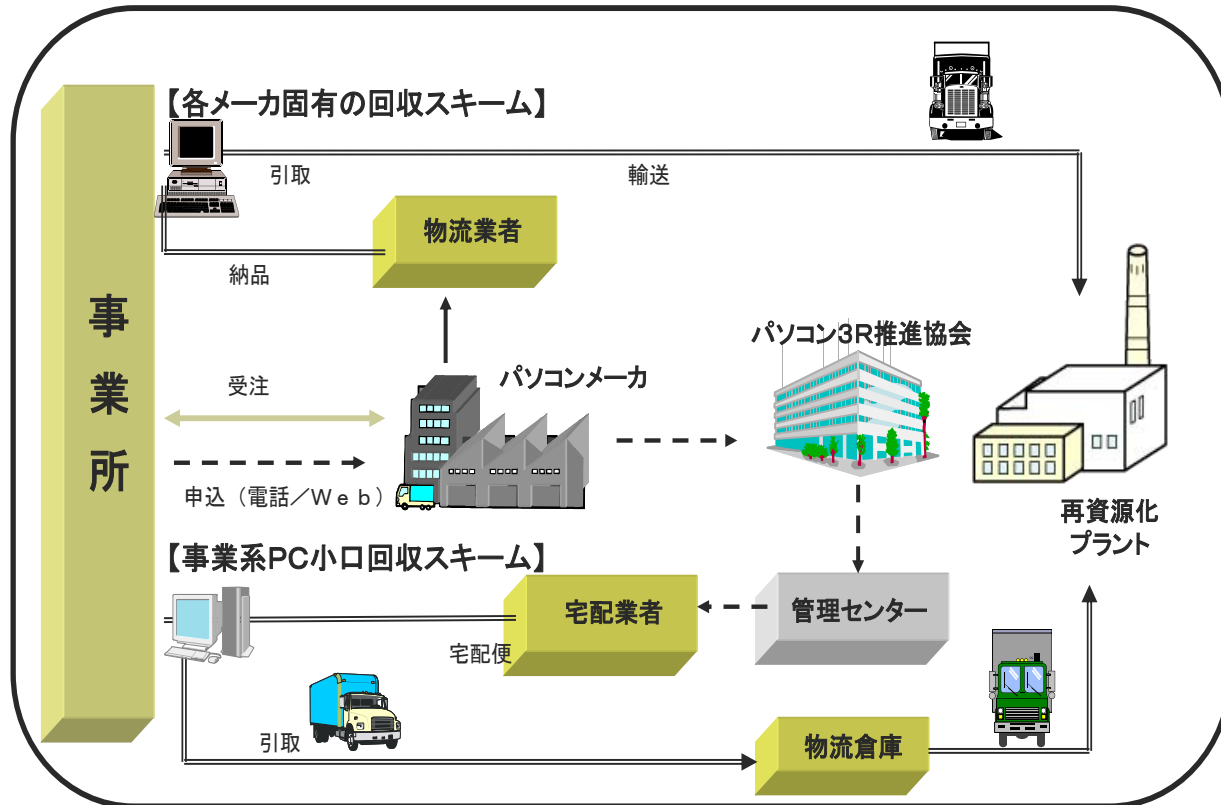 【各メーカ固有の回収スキーム】
引取
輸送
物流業者
納品
事業所
パソコン3R推進協会
パソコンメーカ
受注
申込（電話／Ｗｅｂ）
再資源化
プラント
【事業系PC小口回収スキーム】
宅配業者
管理センター
宅配便
引取
物流倉庫